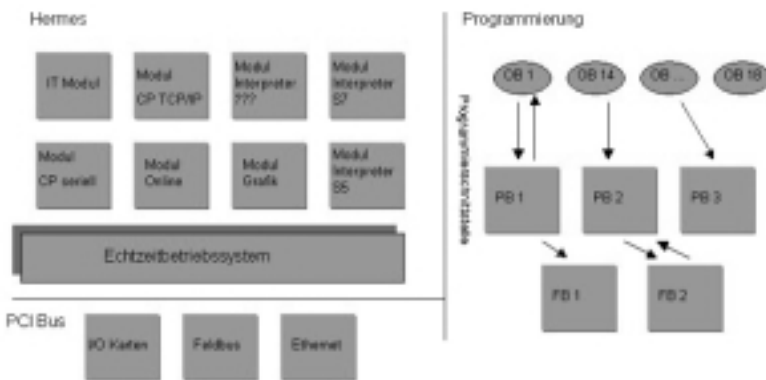 Hermes
IT Modul
Modul
CP TCP/IP
Modul
Interpreter
???
Modul
Interpreter
S7
Modul
CP seriell
Modul
Online
Modul
Grafik
Modul
Interpreter
S5
Echtzeitbetriebssystem
PCI Bus
I/O Karten
Feldbus
Ethernet
Programmierung
Programmierschnittstelle
OB 1
OB 14
OB ...
OB 18
PB 1
PB 2
PB 3
FB 1
FB 2